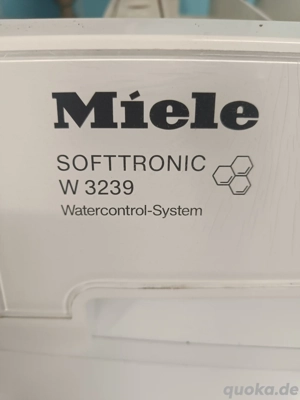 Miele
SOFTTRONIC
W 3239
Watercontrol-System
quoka.de